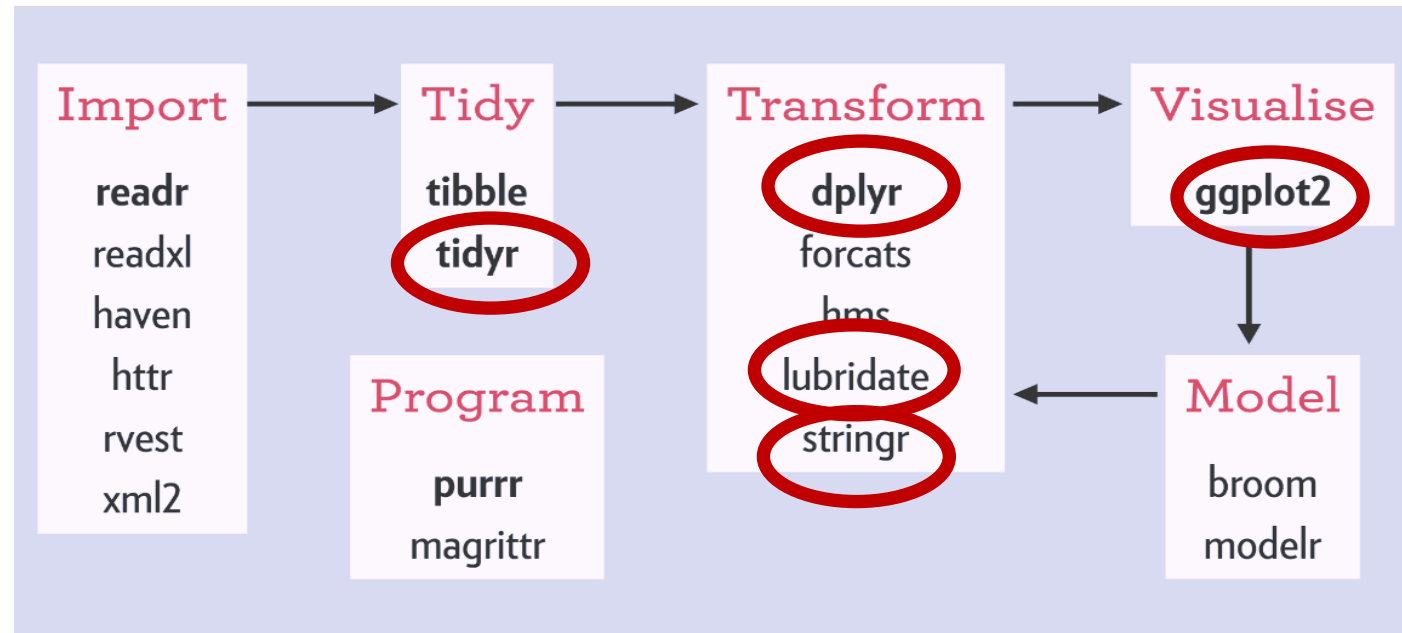 Import
readr
readxl
haven
httr
rvest
xml2
Tidy
tibble
tidyr
Program
purrr
magrittr
Transform
dplyr
forcats
hms
lubridate
stringr
Visualise
ggplot2
Model
broom
modelr